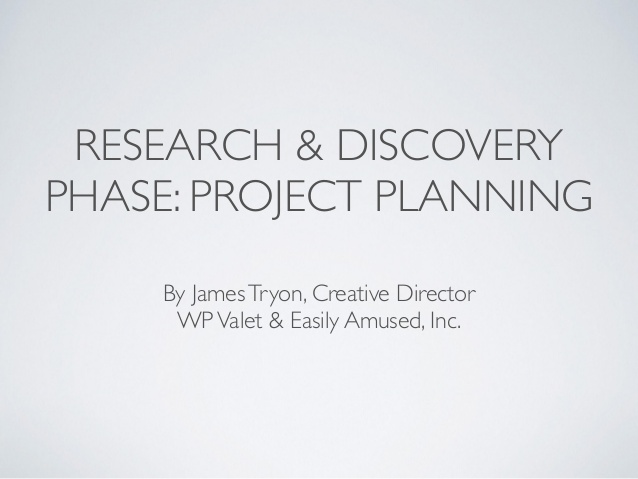 RESEARCH & DISCOVERY
PHASE: PROJECT PLANNING
By James Tryon, Creative Director
WP Valet & Easily Amused, Inc.